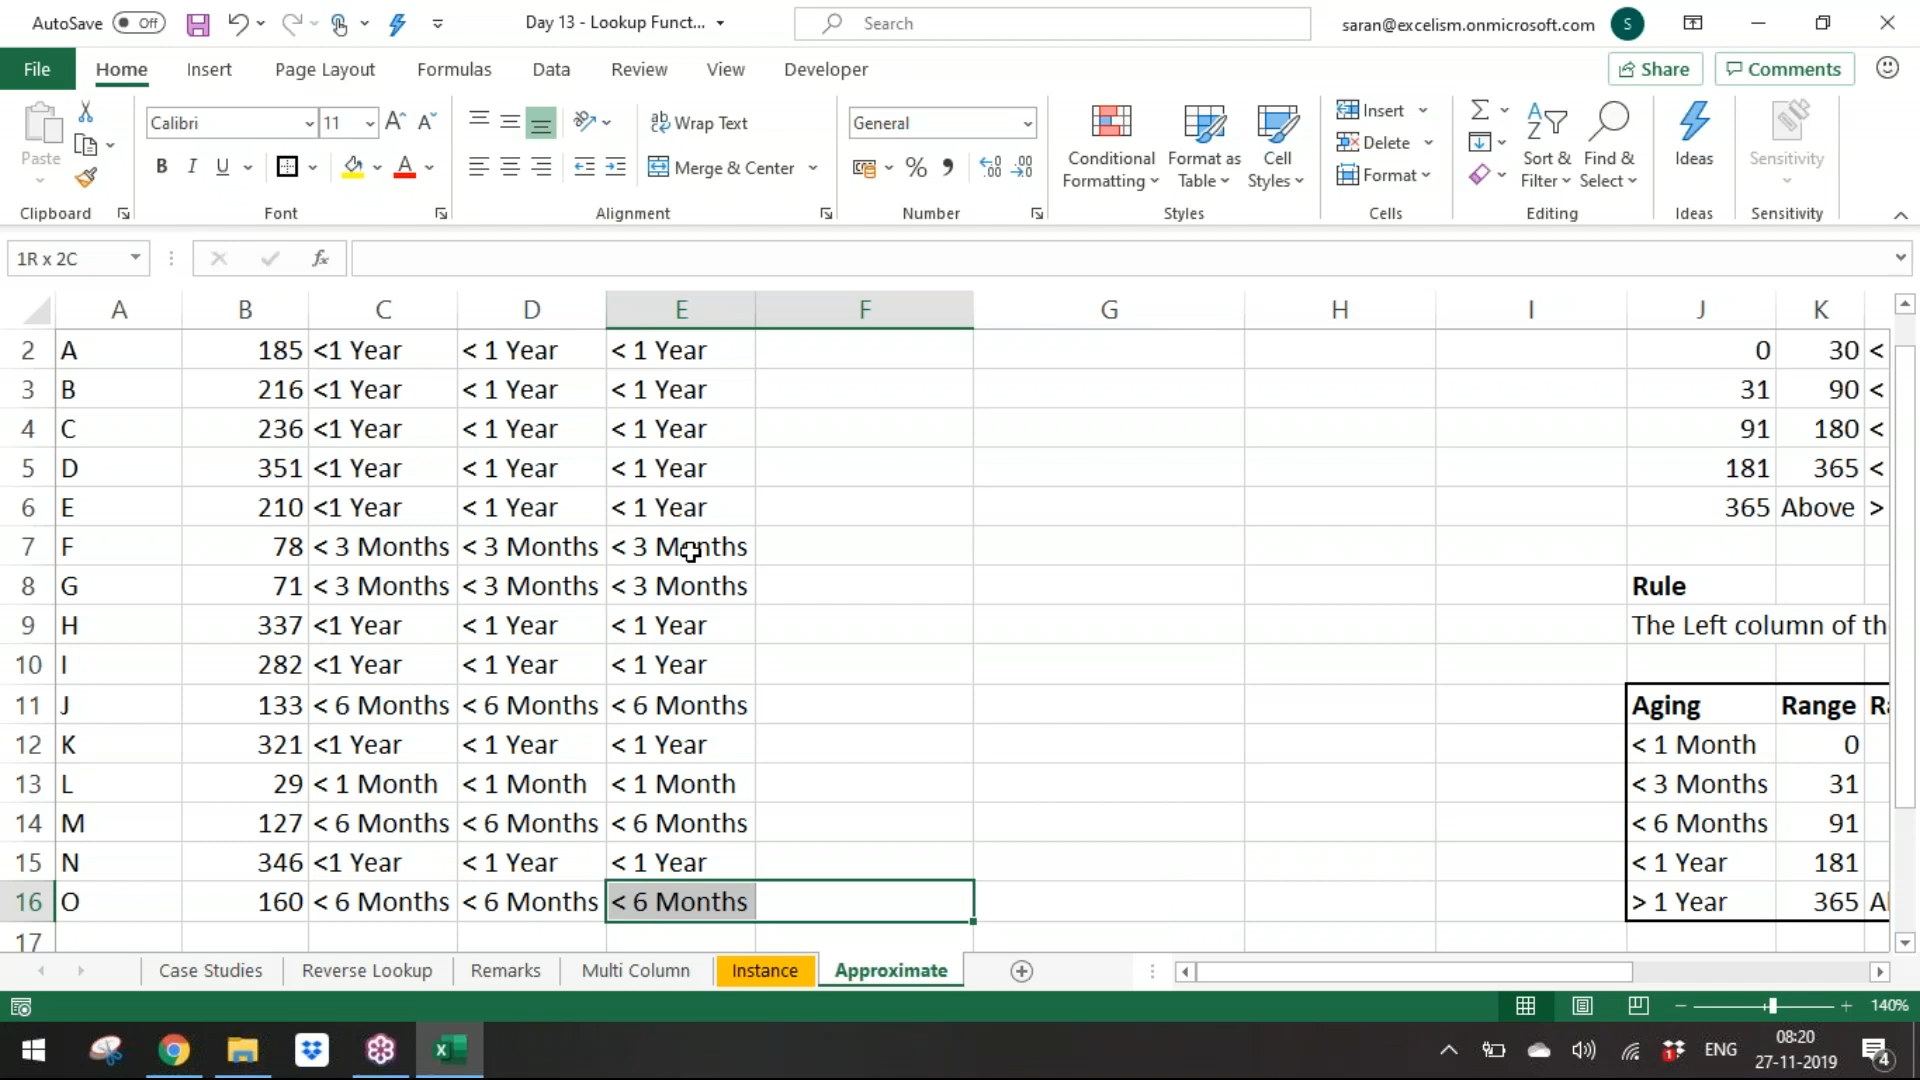 AutoSave Off Day 13 - Lookup Funct... Search saran@excelism.onmicrosoft.com S
File Home Insert Page Layout Formulas Data Review View Developer Share Comments
Paste Calibri 11 A A ab Wrap Text General Conditional Formatting Format as Table Cell Styles Insert Sort & Filter Find & Select Ideas Sensitivity
B I U A Merge & Center % Delete
Format
Clipboard Font Alignment Number Styles Cells Editing Ideas Sensitivity
1R x 2C fx
A B C D E F G H I J K
2 A 185 <1 Year < 1 Year < 1 Year 0 30 <
3 B 216 <1 Year < 1 Year < 1 Year 31 90 <
4 C 236 <1 Year < 1 Year < 1 Year 91 180 <
5 D 351 <1 Year < 1 Year < 1 Year 181 365 <
6 E 210 <1 Year < 1 Year < 1 Year 365 Above >
7 F 78 < 3 Months < 3 Months < 3 Months
8 G 71 < 3 Months < 3 Months < 3 Months Rule
9 H 337 <1 Year < 1 Year < 1 Year The Left column of th
10 I 282 <1 Year < 1 Year < 1 Year
11 J 133 < 6 Months < 6 Months < 6 Months Aging Range
12 K 321 <1 Year < 1 Year < 1 Year < 1 Month 0
13 L 29 < 1 Month < 1 Month < 1 Month < 3 Months 31
14 M 127 < 6 Months < 6 Months < 6 Months < 6 Months 91
15 N 346 <1 Year < 1 Year < 1 Year < 1 Year 181
16 O 160 < 6 Months < 6 Months < 6 Months > 1 Year 365
17
Case Studies Reverse Lookup Remarks Multi Column Instance Approximate
140%
ENG 08:20
27-11-2019 4